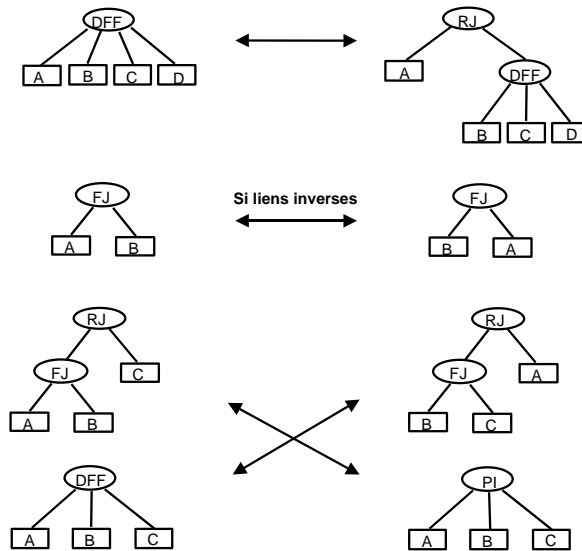 DFF
RJ
A B C D
A
DFF
B C D
Si liens inverses
FJ
FJ
A B
B A
RJ
RJ
FJ
C
FJ
A
A B
B C
DFF
PI
A B C
A B C